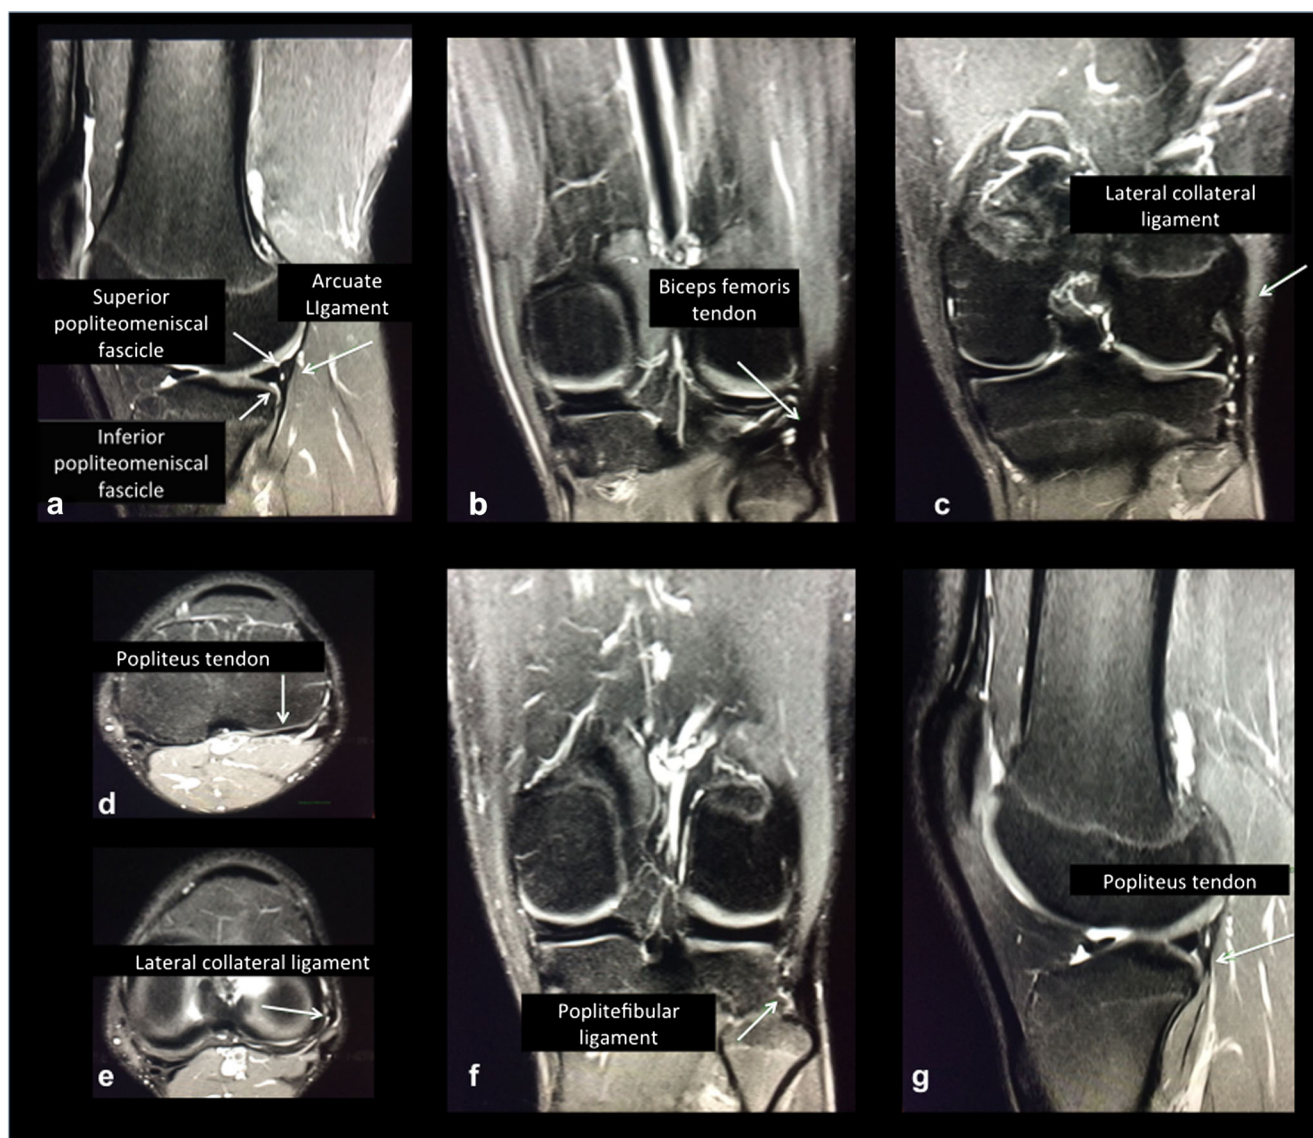 Superior
popliteomeniscal
fascicle
Arcuate
LIgament
Inferior
popliteomeniscal
fascicle
a
Biceps femoris
tendon
b
Lateral collateral
ligament
c
Popliteus tendon
d
Lateral collateral ligament
e
Poplitefibular
ligament
f
Popliteus tendon
g